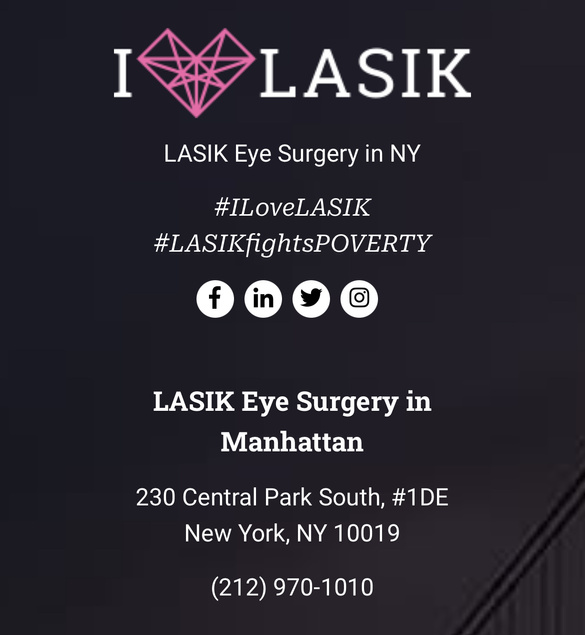 I LASIK
LASIK Eye Surgery in NY
#ILoveLASIK
#LASIKfightsPOVERTY
LASIK Eye Surgery in
Manhattan
230 Central Park South, #1DE
New York, NY 10019
(212) 970-1010